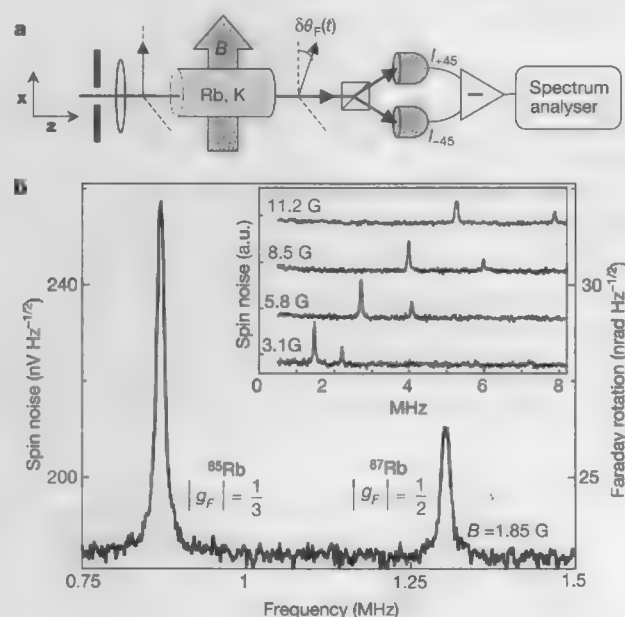 a
x
z
B
Rb, K
δθF(t)
I+45
I−45
−
Spectrum
analyser
b
Spin noise (nV Hz−1/2)
240
200
Spin noise (a.u.)
11.2 G
8.5 G
5.8 G
3.1G
0
2
4
6
8
MHz
85Rb
|gF| = 1/3
87Rb
|gF| = 1/2
B =1.85 G
30
25
Faraday rotation (nrad Hz−1/2)
0.75
1
1.25
1.5
Frequency (MHz)